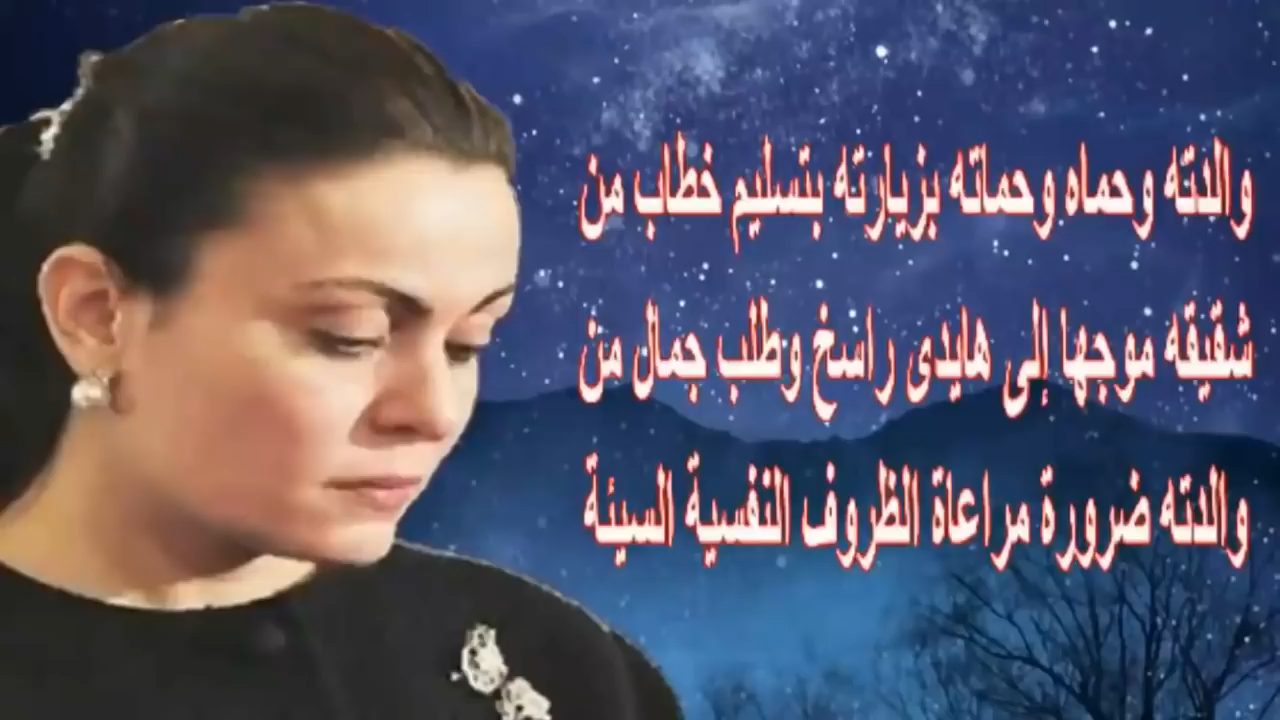 والدته وحماه وحماته بزيارته بتسليم خطاب من
شقيقه موجها إلى هايدى راسخ وطلب جمال من
والدته ضرورة مراعاة الظروف النفسية السيئة